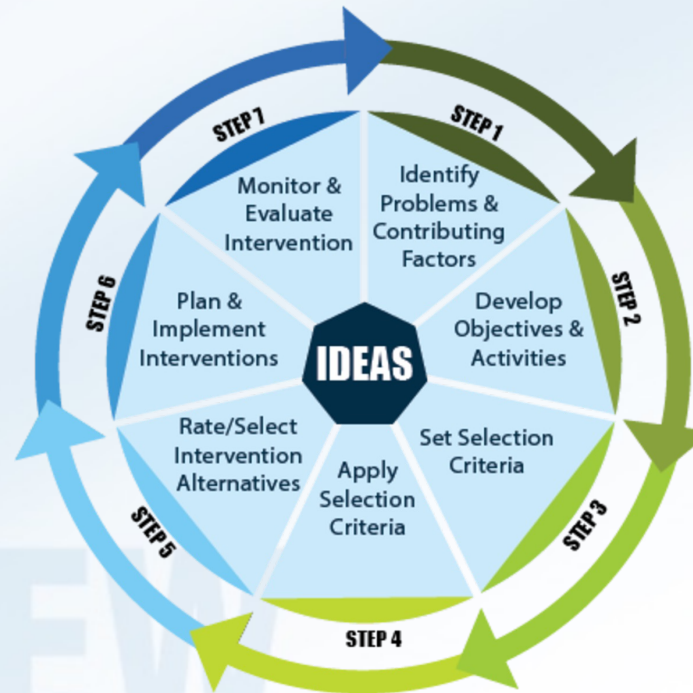 STEP 1
Identify
Problems &
Contributing
Factors
STEP 2
Develop
Objectives &
Activities
STEP 3
Set Selection
Criteria
STEP 4
Apply
Selection
Criteria
STEP 5
Rate/Select
Intervention
Alternatives
STEP 6
Plan &
Implement
Interventions
STEP 7
Monitor &
Evaluate
Intervention
IDEAS